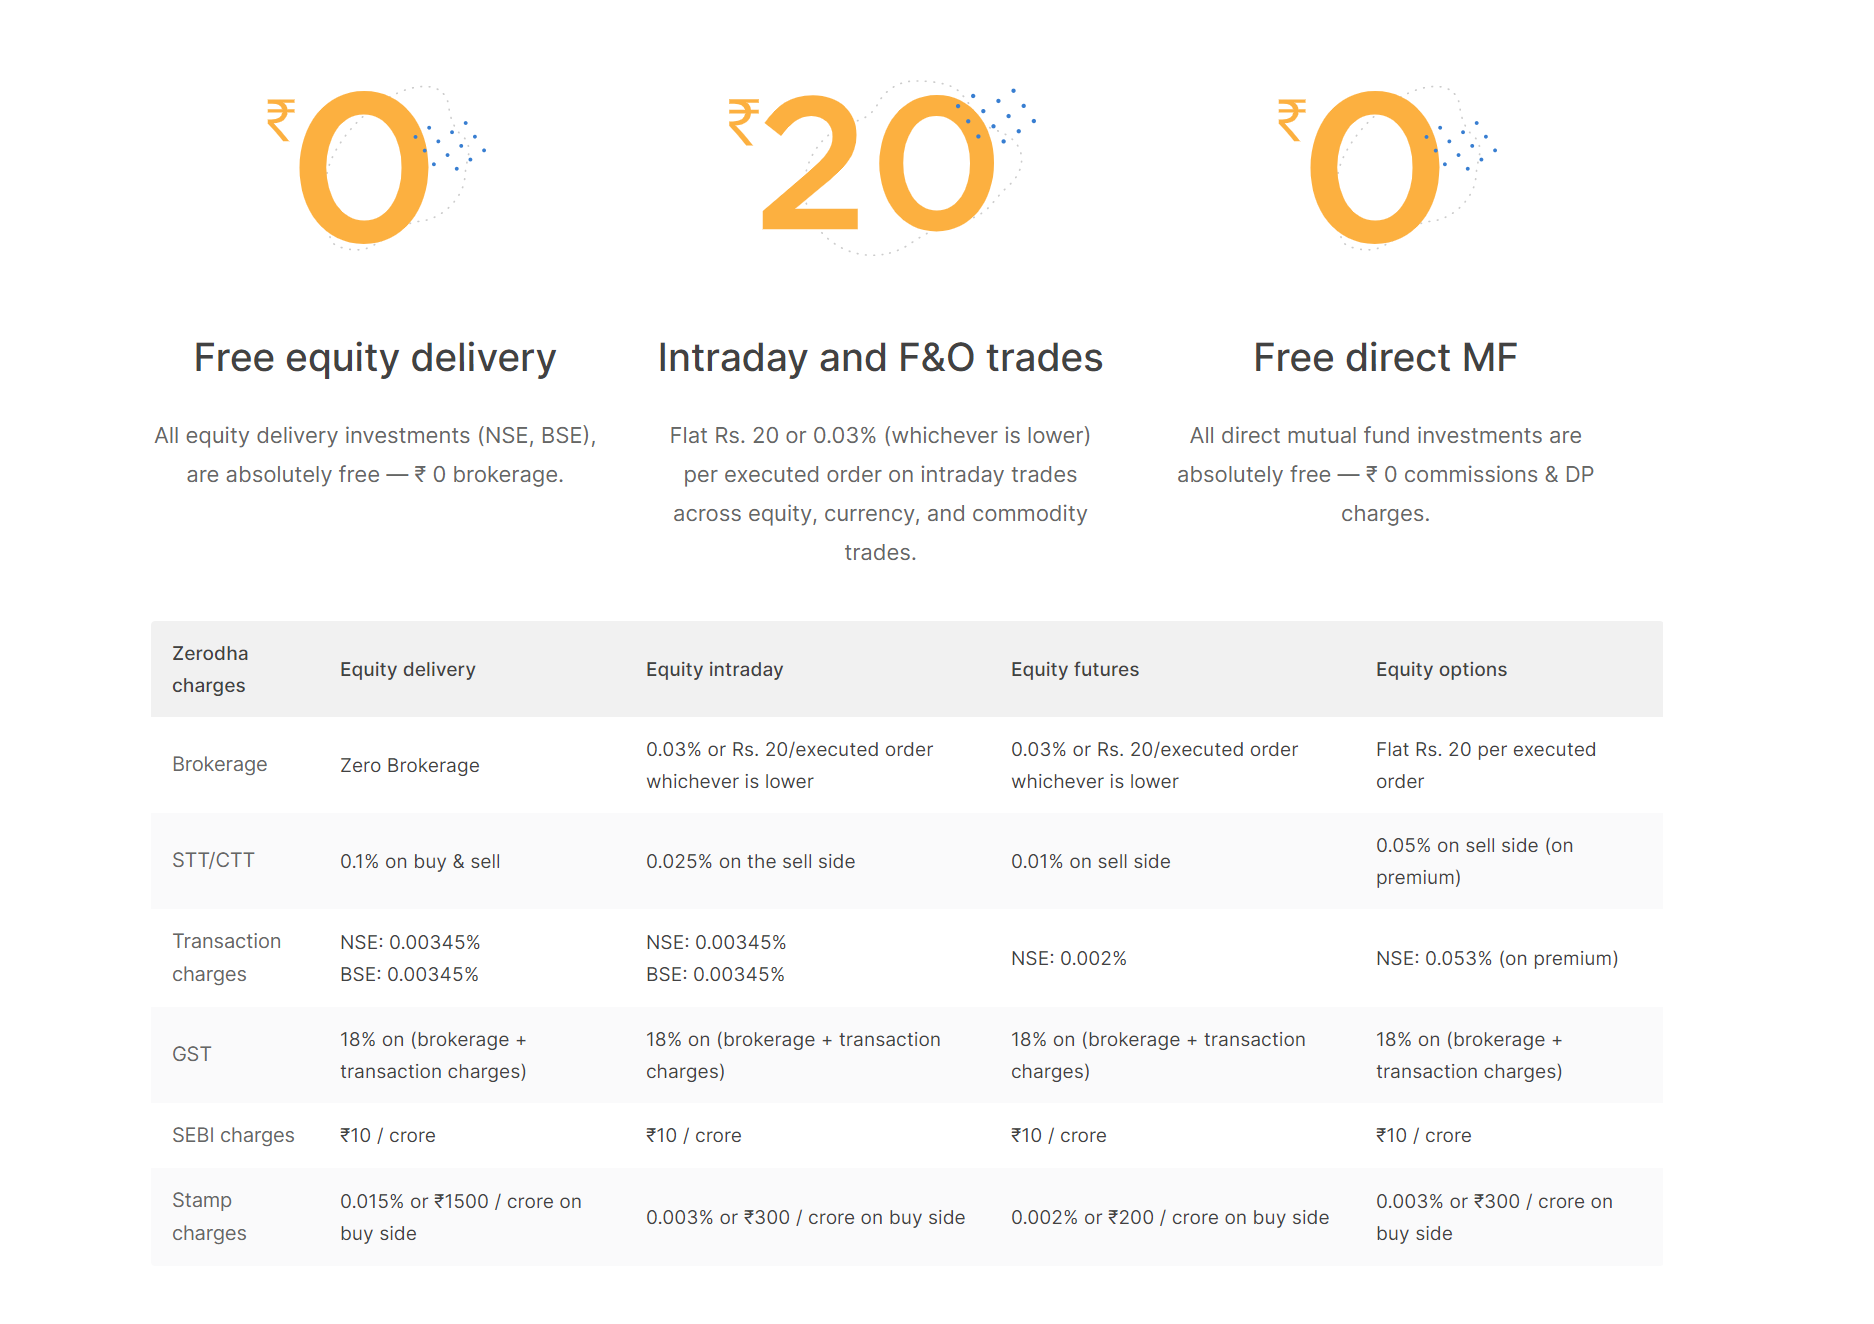 ₹0
₹20
₹0
Free equity delivery
All equity delivery investments (NSE, BSE),
are absolutely free — ₹ 0 brokerage.
Intraday and F&O trades
Flat Rs. 20 or 0.03% (whichever is lower)
per executed order on intraday trades
across equity, currency, and commodity
trades.
Free direct MF
All direct mutual fund investments are
absolutely free — ₹ 0 commissions & DP
charges.
Zerodha
charges
Equity delivery
Equity intraday
Equity futures
Equity options
Brokerage
Zero Brokerage
0.03% or Rs. 20/executed order
whichever is lower
0.03% or Rs. 20/executed order
whichever is lower
Flat Rs. 20 per executed
order
STT/CTT
0.1% on buy & sell
0.025% on the sell side
0.01% on sell side
0.05% on sell side (on
premium)
Transaction
charges
NSE: 0.00345%
BSE: 0.00345%
NSE: 0.00345%
BSE: 0.00345%
NSE: 0.002%
NSE: 0.053% (on premium)
GST
18% on (brokerage +
transaction charges)
18% on (brokerage + transaction
charges)
18% on (brokerage + transaction
charges)
18% on (brokerage +
transaction charges)
SEBI charges
₹10 / crore
₹10 / crore
₹10 / crore
₹10 / crore
Stamp
charges
0.015% or ₹1500 / crore on
buy side
0.003% or ₹300 / crore on buy side
0.002% or ₹200 / crore on buy side
0.003% or ₹300 / crore on
buy side